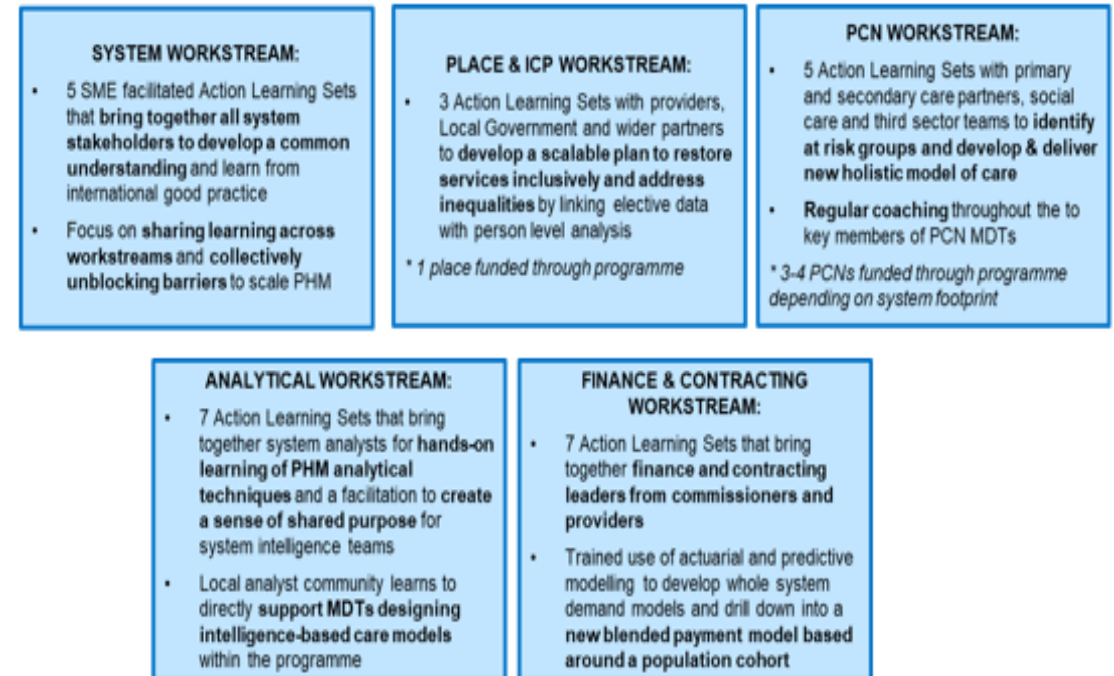 SYSTEM WORKSTREAM:
• 5 SME facilitated Action Learning Sets
that bring together all system
stakeholders to develop a common
understanding and learn from
international good practice
• Focus on sharing learning across
workstreams and collectively
unblocking barriers to scale PHM
PLACE & ICP WORKSTREAM:
• 3 Action Learning Sets with providers,
Local Government and wider partners
to develop a scalable plan to restore
services inclusively and address
inequalities by linking elective data
with person level analysis
* 1 place funded through programme
PCN WORKSTREAM:
• 5 Action Learning Sets with primary
and secondary care partners, social
care and third sector teams to identify
at risk groups and develop & deliver
new holistic model of care
• Regular coaching throughout the to
key members of PCN MDTs
* 3-4 PCNs funded through programme
depending on system footprint
ANALYTICAL WORKSTREAM:
• 7 Action Learning Sets that bring
together system analysts for hands-on
learning of PHM analytical
techniques and a facilitation to create
a sense of shared purpose for
system intelligence teams
• Local analyst community learns to
directly support MDTs designing
intelligence-based care models
within the programme
FINANCE & CONTRACTING
WORKSTREAM:
• 7 Action Learning Sets that bring
together finance and contracting
leaders from commissioners and
providers
• Trained use of actuarial and predictive
modelling to develop whole system
demand models and drill down into a
new blended payment model based
around a population cohort